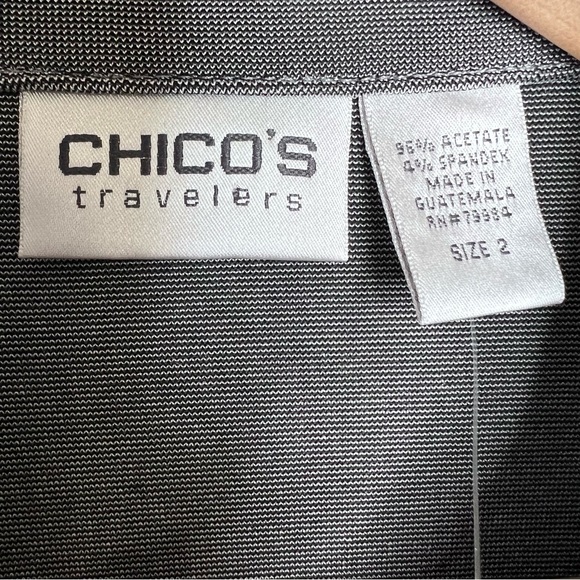 CHICO'S
travelers
96% ACETATE
4% SPANDEX
MADE IN
GUATEMALA
RN#79984
SIZE 2